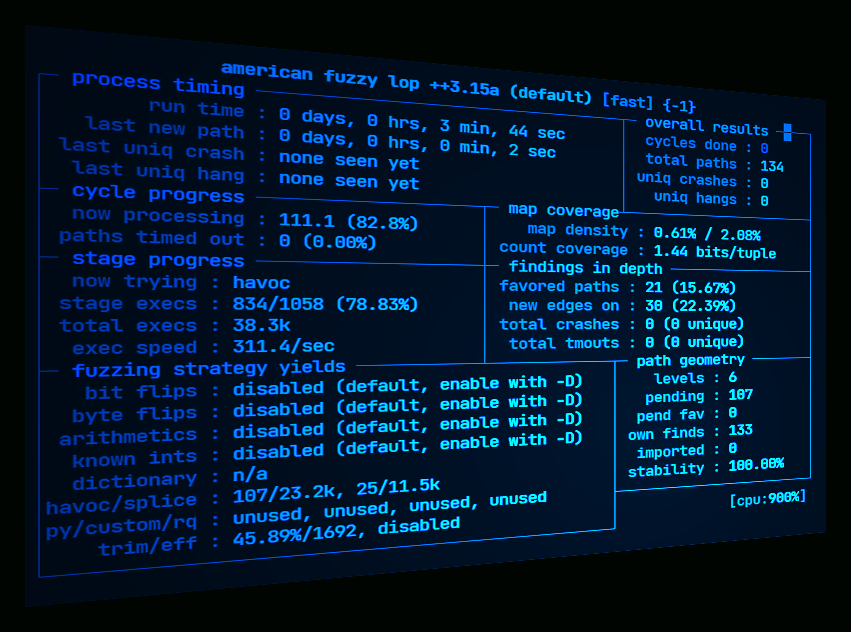 american fuzzy lop ++3.15a (default) [fast] {-1}
process timing
run time : 0 days, 0 hrs, 3 min, 44 sec
last new path : 0 days, 0 hrs, 0 min, 2 sec
last uniq crash : none seen yet
last uniq hang : none seen yet
overall results
cycles done : 0
total paths : 134
uniq crashes : 0
uniq hangs : 0
cycle progress
now processing : 111.1 (82.8%)
paths timed out : 0 (0.00%)
map coverage
map density : 0.61% / 2.08%
count coverage : 1.44 bits/tuple
stage progress
now trying : havoc
stage execs : 834/1058 (78.83%)
total execs : 38.3k
exec speed : 311.4/sec
findings in depth
favored paths : 21 (15.67%)
new edges on : 30 (22.39%)
total crashes : 0 (0 unique)
total tmouts : 0 (0 unique)
fuzzing strategy yields
bit flips : disabled (default, enable with -D)
byte flips : disabled (default, enable with -D)
arithmetics : disabled (default, enable with -D)
known ints : disabled (default, enable with -D)
dictionary : n/a
havoc/splice : 107/23.2k, 25/11.5k
py/custom/rq : unused, unused, unused, unused
trim/eff : 45.89%/1692, disabled
path geometry
levels : 6
pending : 107
pend fav : 0
own finds : 133
imported : 0
stability : 100.00%
[cpu:900%]